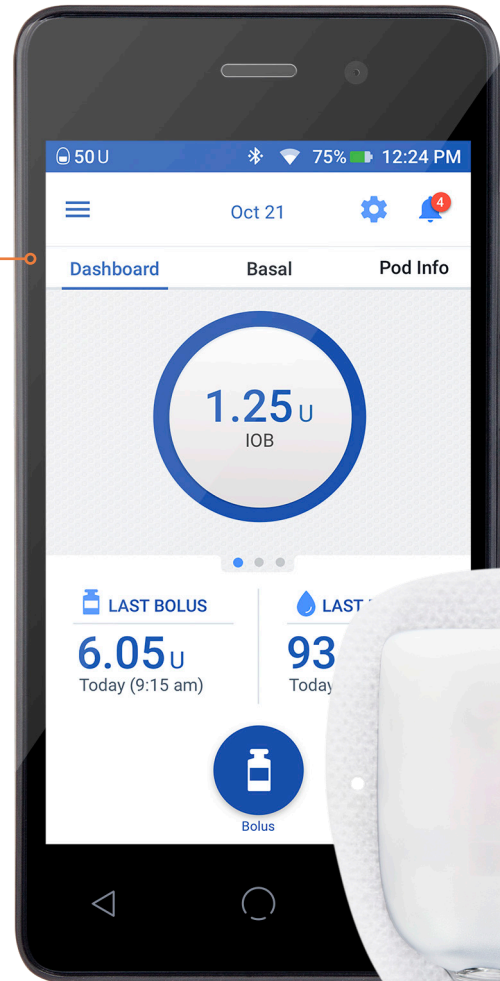 50 U 75% 12:24 PM
Oct 21 4
Dashboard Basal Pod Info
1.25 U
IOB
LAST BOLUS LAST
6.05 U 93
Today (9:15 am) Today
Bolus